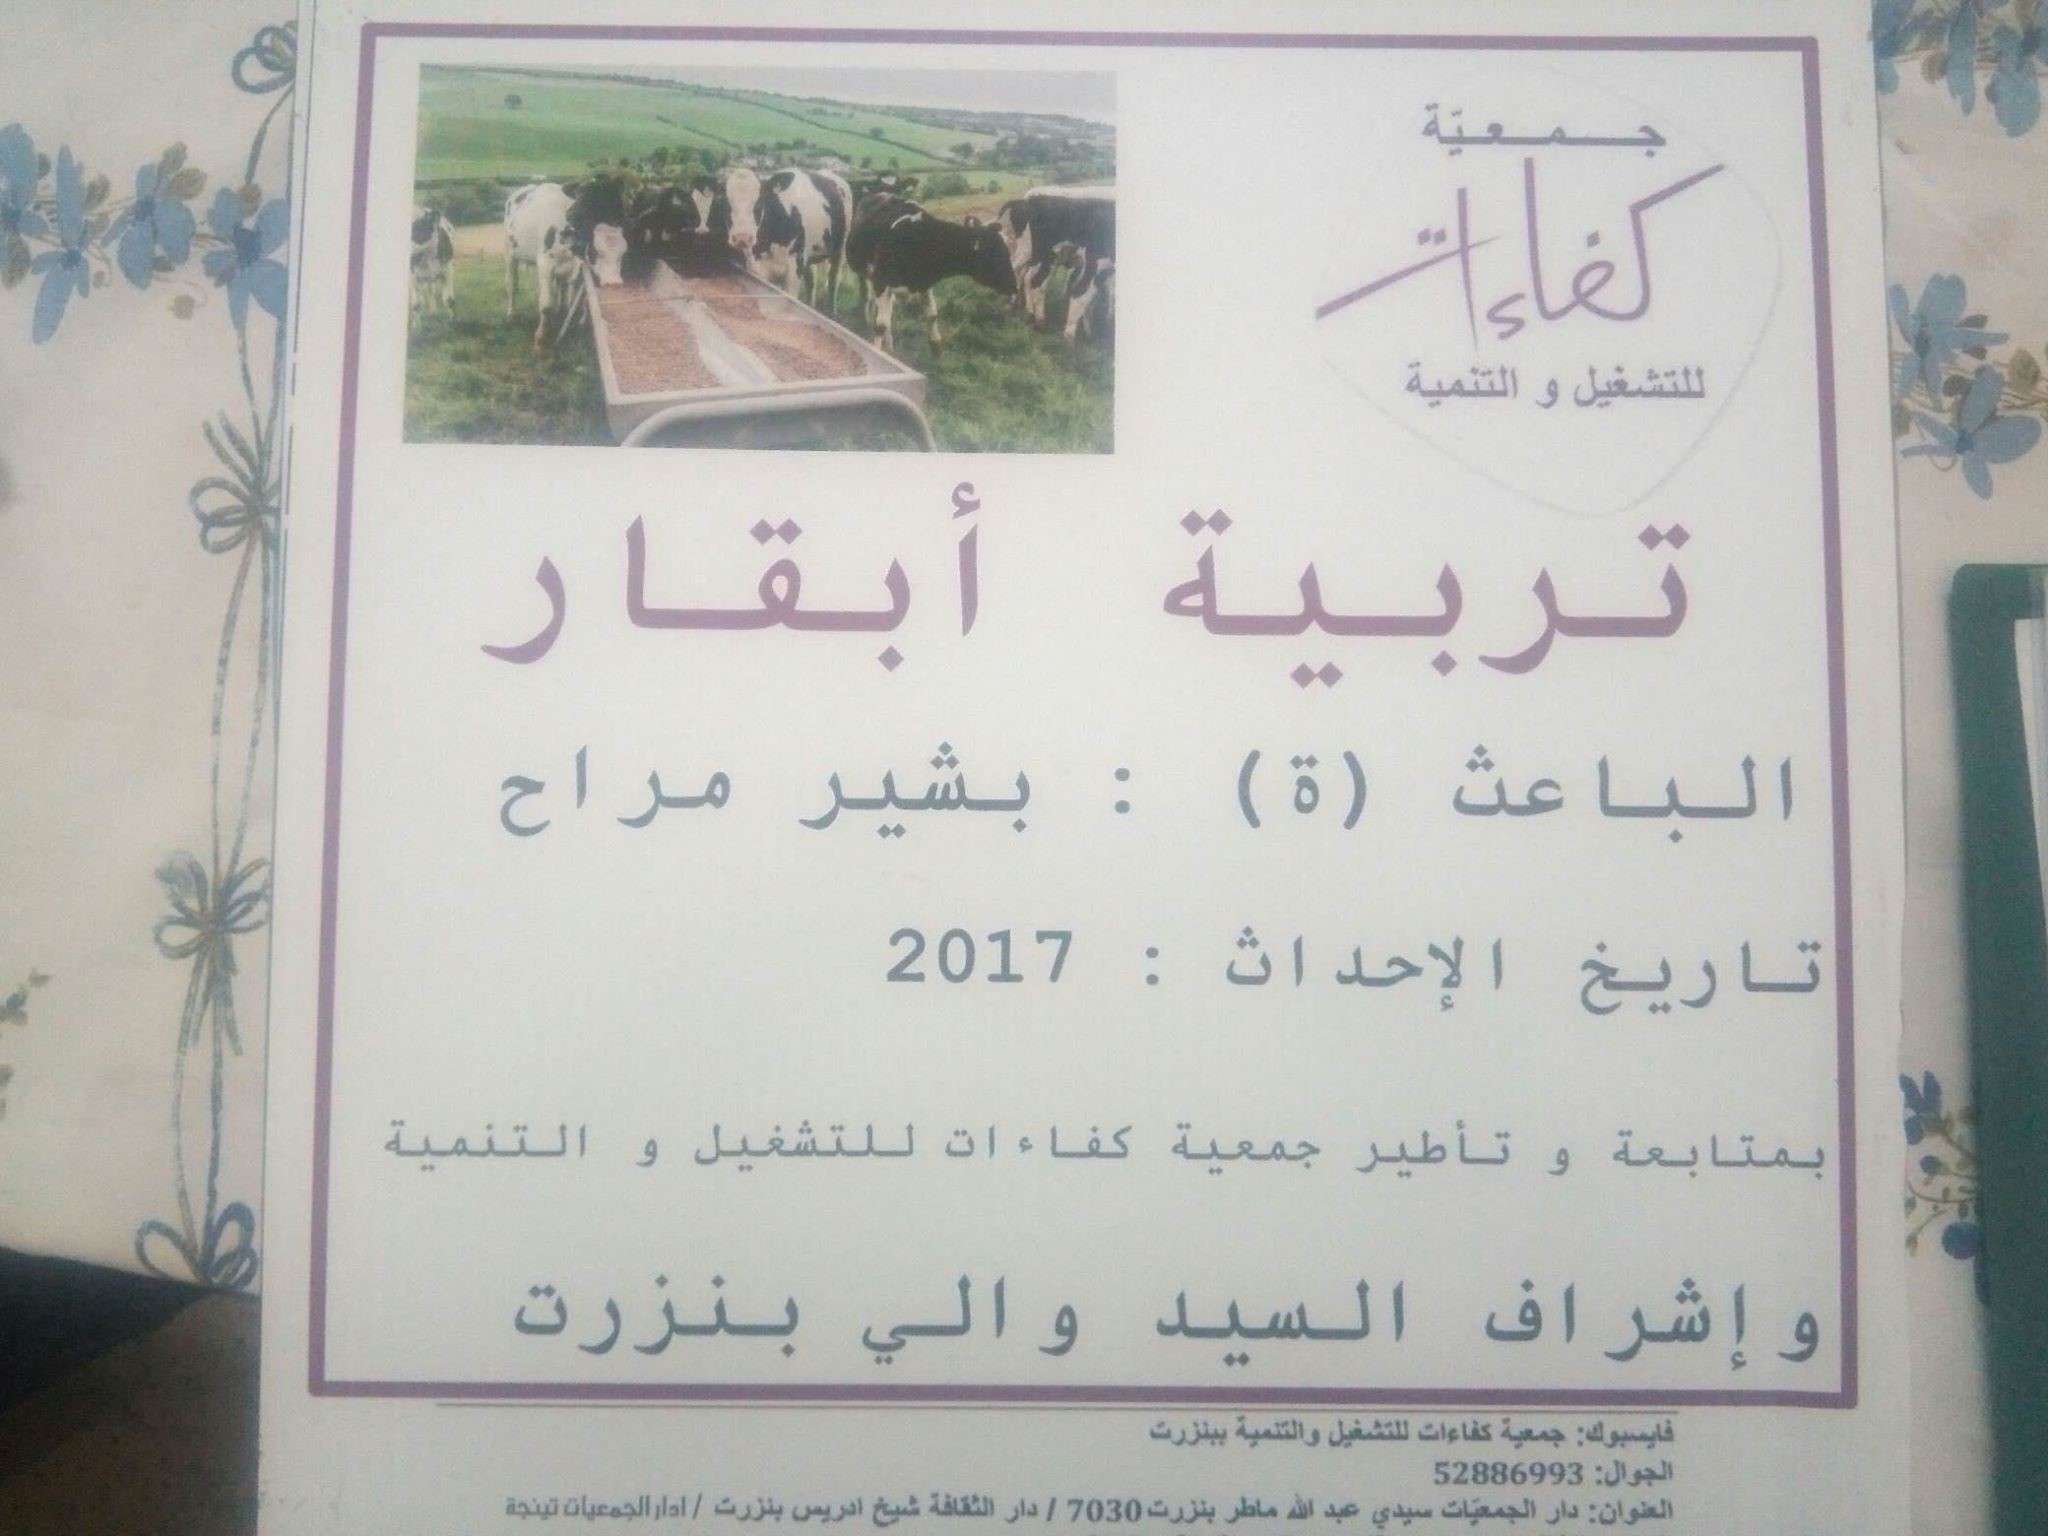 جمعيّة
كفاءات
للتشغيل و التنمية
تربية أبقار
الباعث (ة) : بشير مراح
تاريخ الإحداث : 2017
بمتابعة و تأطير جمعية كفاءات للتشغيل و التنمية
وإشراف السيد والي بنزرت
فايسبوك: جمعية كفاءات للتشغيل والتنمية ببنزرت
الجوال: 52886993
العنوان: دار الجمعيّات سيدي عبد الله ماطر بنزرت 7030 / دار الثقافة شيخ ادريس بنزرت / ادار الجمعيات تينجة